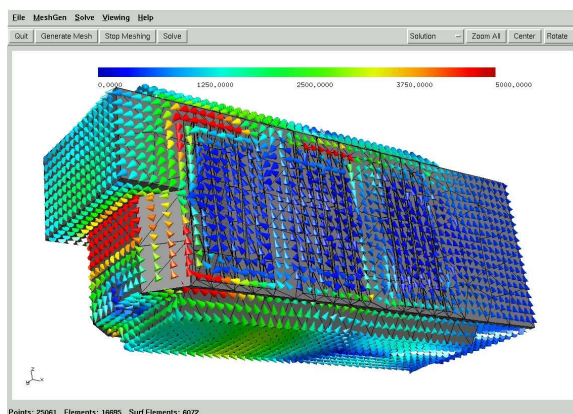 File MeshGen Solve Viewing Help
Quit Generate Mesh Stop Meshing Solve Solution Zoom All Center Rotate
0,0000 1250,0000 2500,0000 3750,0000 5000,0000
Points: 25061 Elements: 16695 Surf Elements: 6072